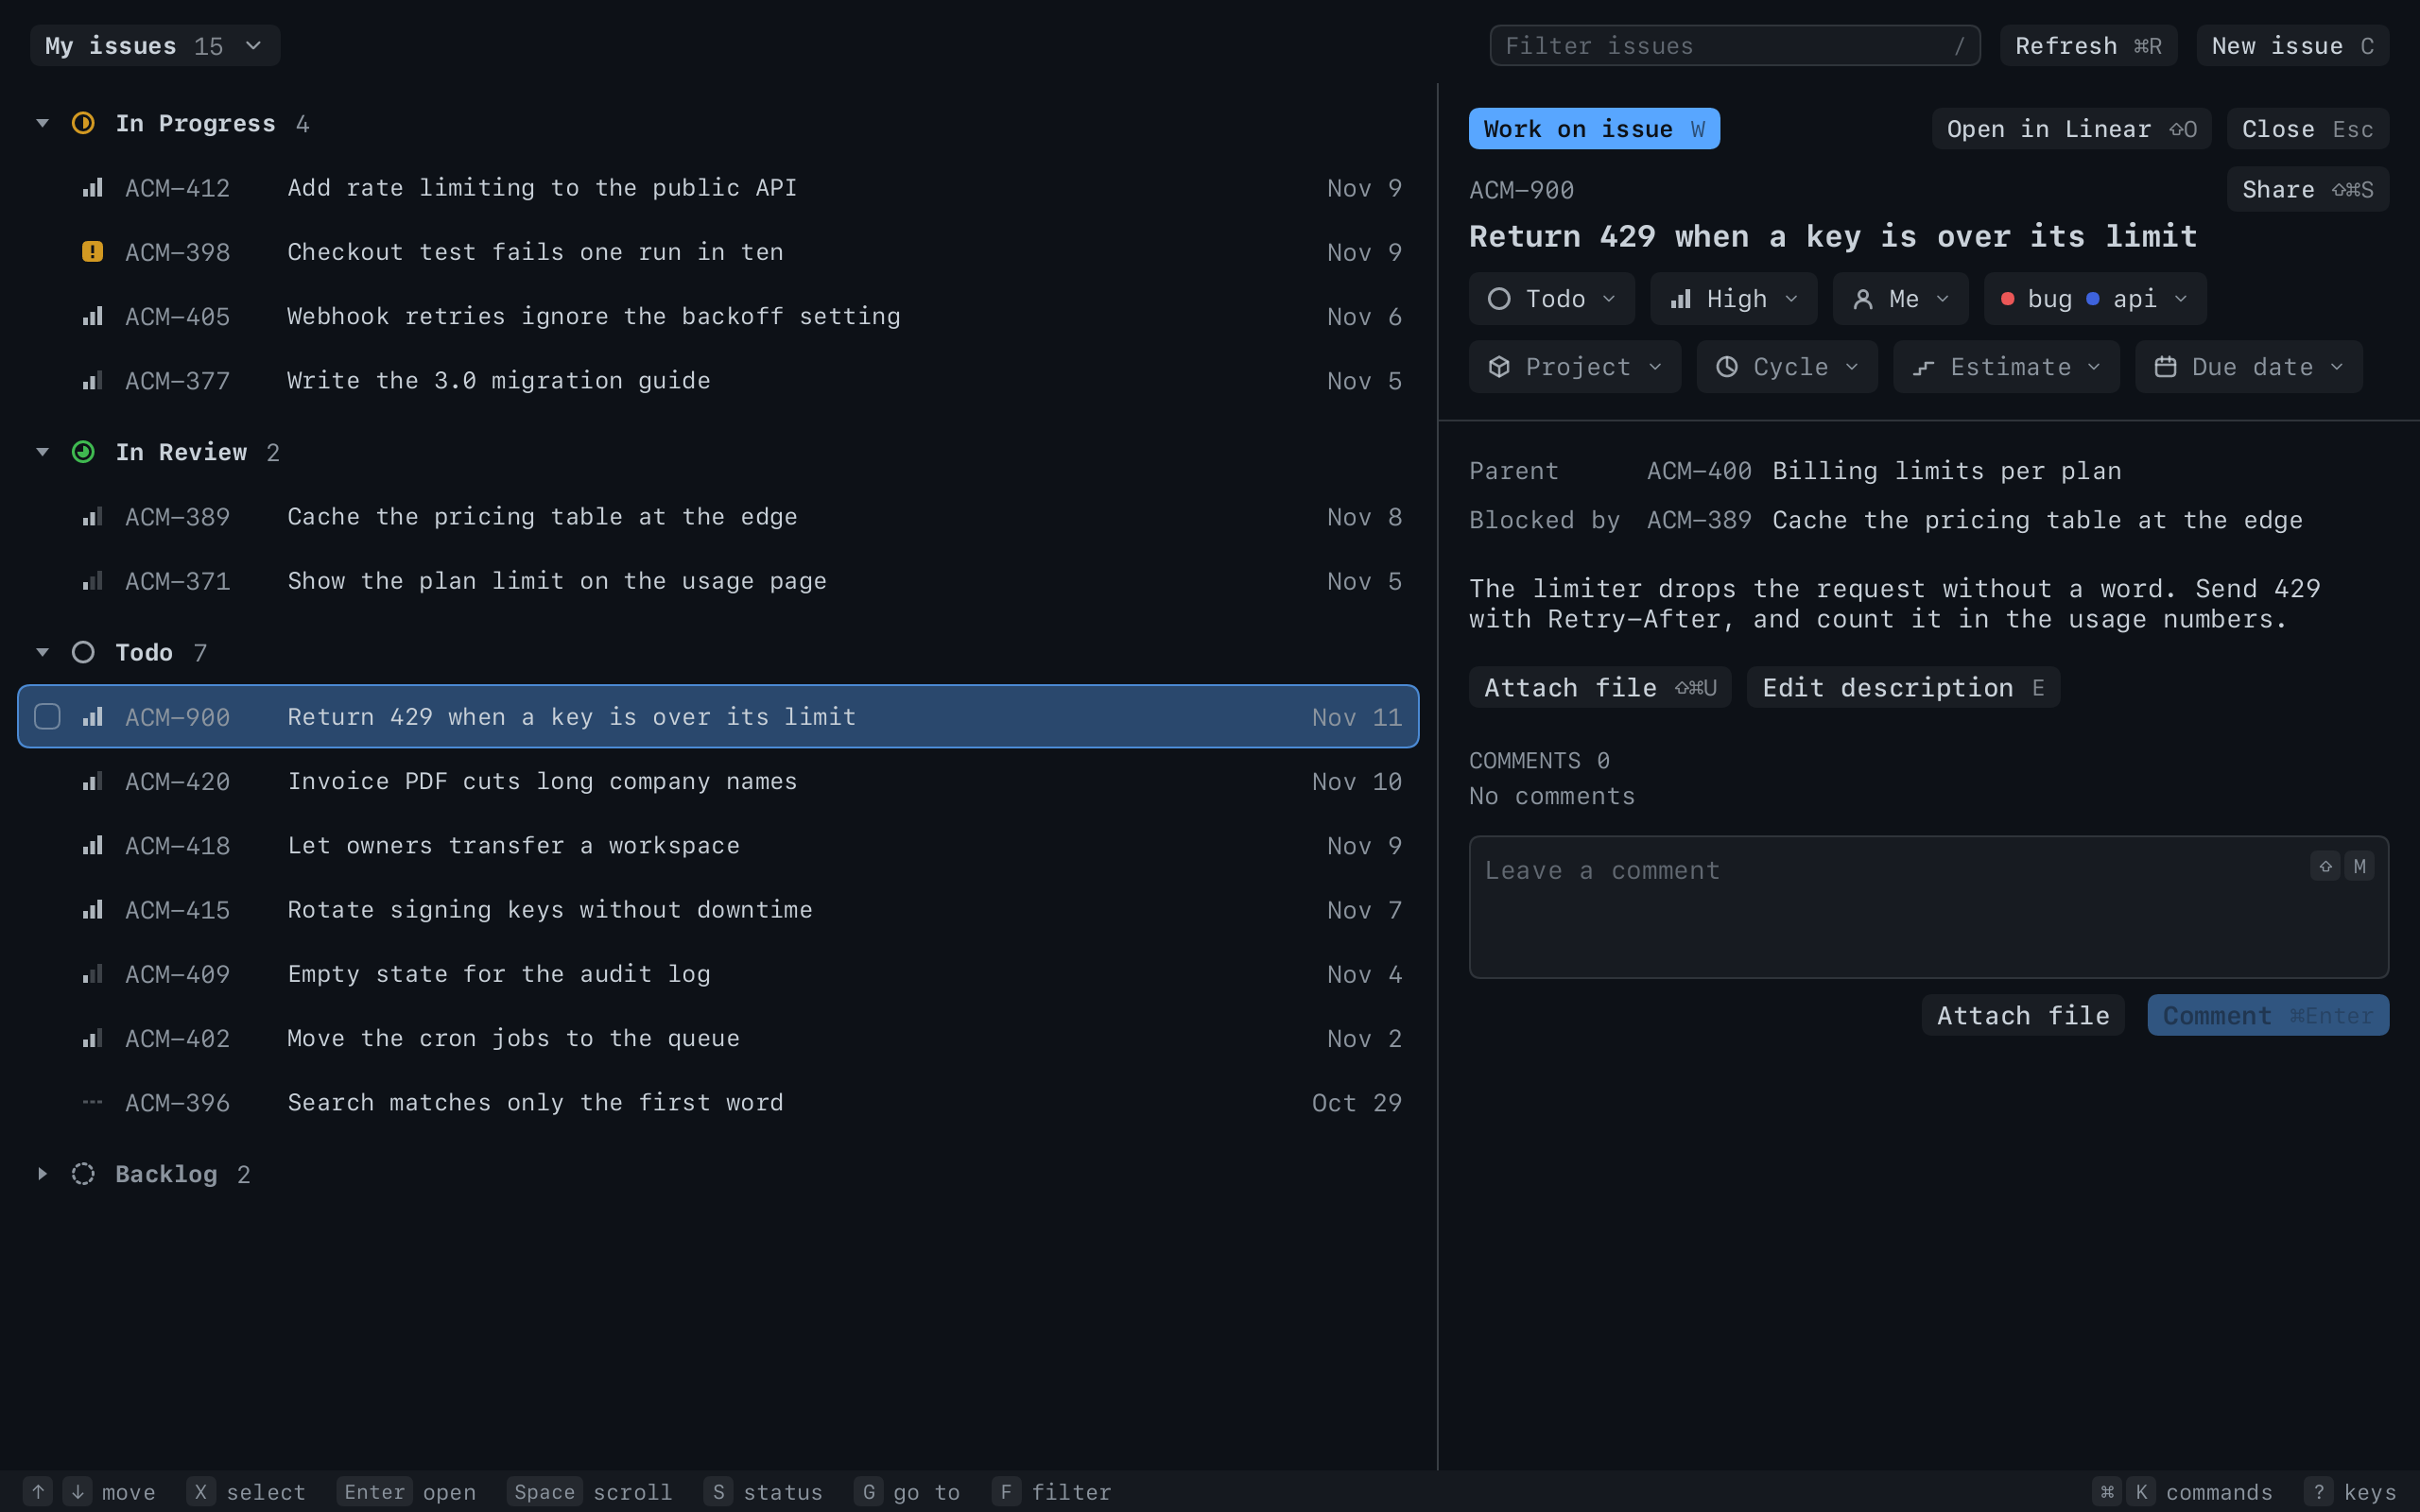 My issues 15
Filter issues /
Refresh ⌘R
New issue C
In Progress 4
ACM-412 Add rate limiting to the public API Nov 9
ACM-398 Checkout test fails one run in ten Nov 9
ACM-405 Webhook retries ignore the backoff setting Nov 6
ACM-377 Write the 3.0 migration guide Nov 5
In Review 2
ACM-389 Cache the pricing table at the edge Nov 8
ACM-371 Show the plan limit on the usage page Nov 5
Todo 7
ACM-900 Return 429 when a key is over its limit Nov 11
ACM-420 Invoice PDF cuts long company names Nov 10
ACM-418 Let owners transfer a workspace Nov 9
ACM-415 Rotate signing keys without downtime Nov 7
ACM-409 Empty state for the audit log Nov 4
ACM-402 Move the cron jobs to the queue Nov 2
ACM-396 Search matches only the first word Oct 29
Backlog 2
Work on issue W
Open in Linear ⇧O
Close Esc
ACM-900
Share ⇧⌘S
Return 429 when a key is over its limit
Todo High Me bug api
Project Cycle Estimate Due date
Parent ACM-400 Billing limits per plan
Blocked by ACM-389 Cache the pricing table at the edge
The limiter drops the request without a word. Send 429
with Retry-After, and count it in the usage numbers.
Attach file ⇧⌘U
Edit description E
COMMENTS 0
No comments
Leave a comment ⇧ M
Attach file
Comment ⌘Enter
↑ ↓ move X select Enter open Space scroll S status G go to F filter
⌘ K commands ? keys